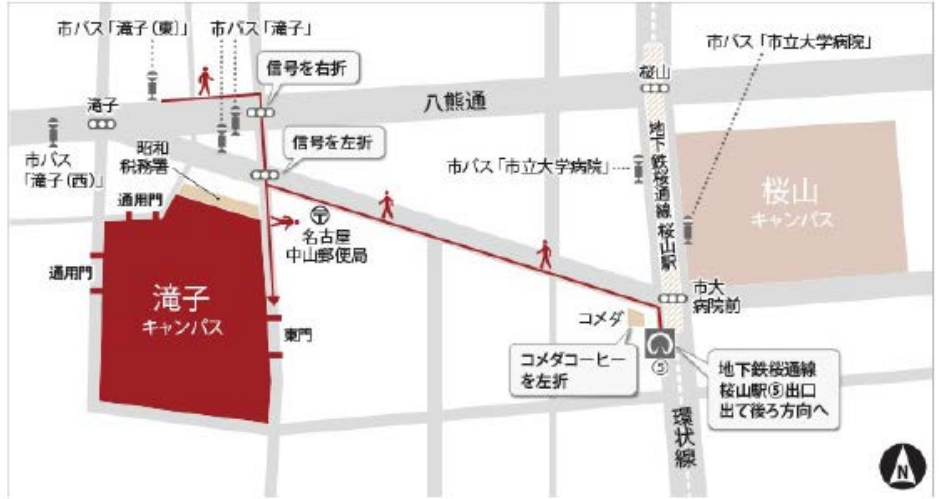 市バス「滝子（東）」
市バス「滝子」
信号を右折
滝子
八熊通
桜山
市バス「市立大学病院」
市バス
「滝子（西）」
昭和
税務署
信号を左折
市バス「市立大学病院」
地下鉄桜通線 桜山駅
桜山
キャンパス
通用門
通用門
名古屋
中山郵便局
滝子
キャンパス
東門
コメダ
市大
病院前
コメダコーヒー
を左折
⑤
地下鉄桜通線
桜山駅⑤出口
出て後ろ方向へ
環状線
N